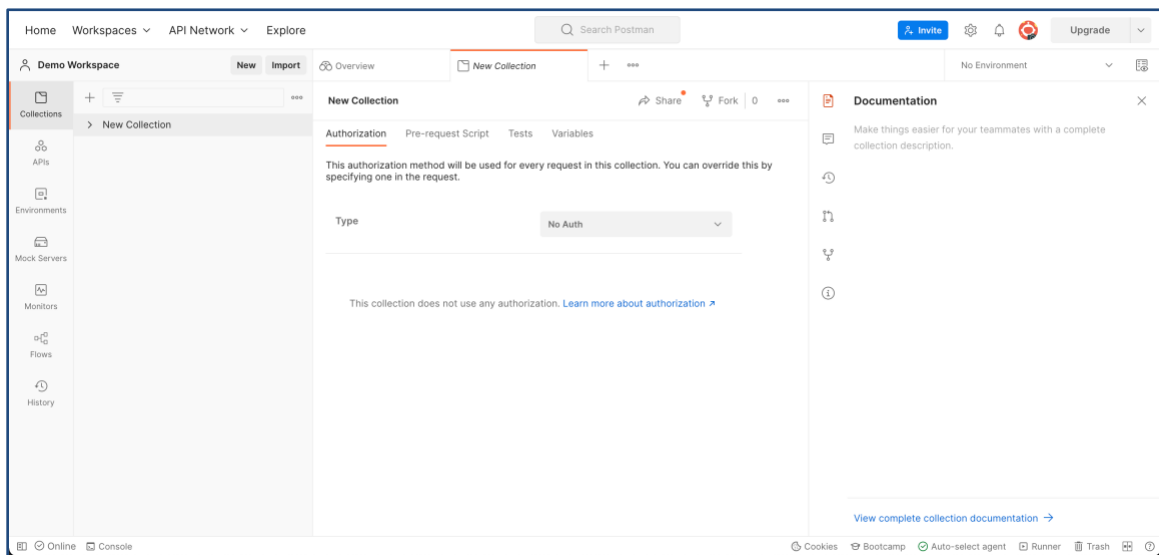 Home Workspaces API Network Explore
Search Postman
Invite
Upgrade
Demo Workspace
New Import
Overview
New Collection
No Environment
Collections
APIs
Environments
Mock Servers
Monitors
Flows
History
New Collection
New Collection
Share Fork 0
Authorization Pre-request Script Tests Variables
This authorization method will be used for every request in this collection. You can override this by
specifying one in the request.
Type
No Auth
This collection does not use any authorization. Learn more about authorization ↗
Documentation
Make things easier for your teammates with a complete
collection description.
View complete collection documentation →
Online Console
Cookies Bootcamp Auto-select agent Runner Trash